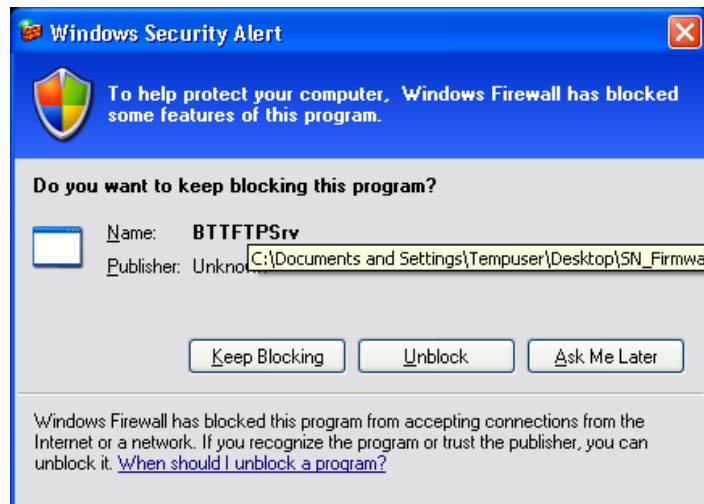 Windows Security Alert
To help protect your computer, Windows Firewall has blocked
some features of this program.
Do you want to keep blocking this program?
Name: BTTFTPSrv
C:\Documents and Settings\Tempuser\Desktop\SN_Firmwa
Publisher:
Keep Blocking Unblock Ask Me Later
Windows Firewall has blocked this program from accepting connections from the
Internet or a network. If you recognize the program or trust the publisher, you can
unblock it. When should I unblock a program?